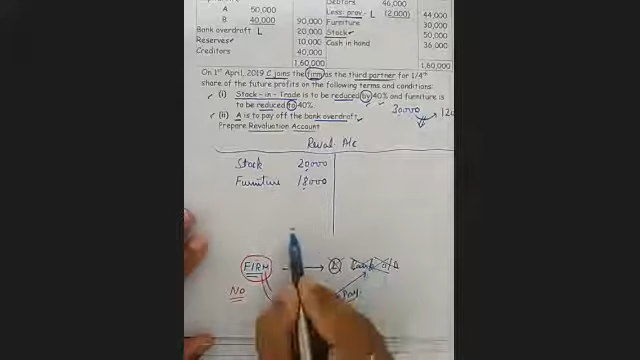 A 50,000
B 40,000 90,000
Bank overdraft L 20,000
Reserves 10,000
Creditors 40,000
1,60,000
Debtors 46,000
Less: prov.- L (2,000) 44,000
Furniture 30,000
Stock 50,000
Cash in hand 36,000
1,60,000
On 1st April, 2019 C joins the firm as the third partner for 1/4th
share of the future profits on the following terms and conditions:
(i) Stock - in - Trade is to be reduced by 40% and furniture is
to be reduced to 40%.
30000 120
(ii) A is to pay off the bank overdraft.
Prepare Revaluation Account
Reval. A/c
Stock 20000
Furniture 18000
FIRM → L Bank o/D
No Pay